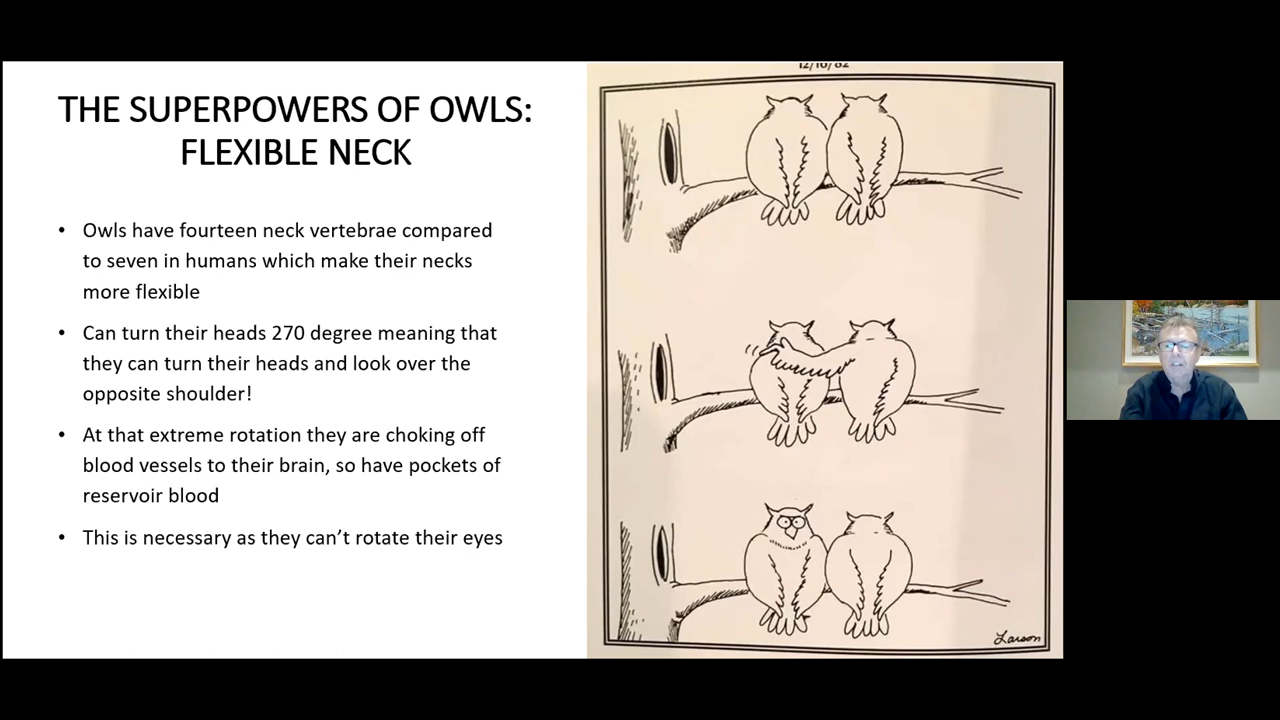 THE SUPERPOWERS OF OWLS:
FLEXIBLE NECK
• Owls have fourteen neck vertebrae compared
to seven in humans which make their necks
more flexible
• Can turn their heads 270 degree meaning that
they can turn their heads and look over the
opposite shoulder!
• At that extreme rotation they are choking off
blood vessels to their brain, so have pockets of
reservoir blood
• This is necessary as they can’t rotate their eyes
12/16/82
Larson